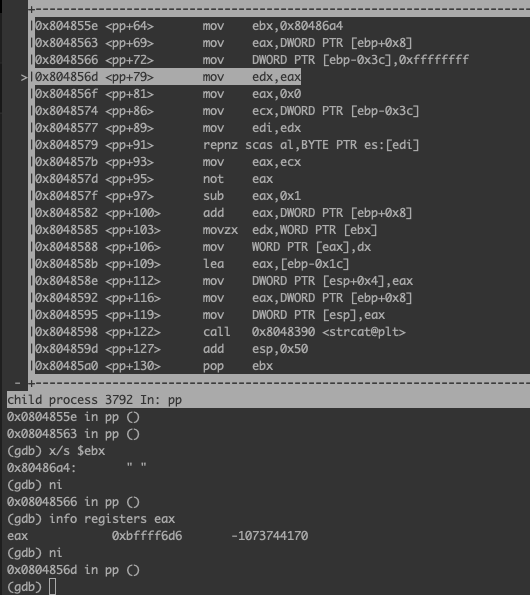 0x804855e <pp+64> mov ebx,0x80486a4
0x8048563 <pp+69> mov eax,DWORD PTR [ebp+0x8]
0x8048566 <pp+72> mov DWORD PTR [ebp-0x3c],0xffffffff
>0x804856d <pp+79> mov edx,eax
0x804856f <pp+81> mov eax,0x0
0x8048574 <pp+86> mov ecx,DWORD PTR [ebp-0x3c]
0x8048577 <pp+89> mov edi,edx
0x8048579 <pp+91> repnz scas al,BYTE PTR es:[edi]
0x804857b <pp+93> mov eax,ecx
0x804857d <pp+95> not eax
0x804857f <pp+97> sub eax,0x1
0x8048582 <pp+100> add eax,DWORD PTR [ebp+0x8]
0x8048585 <pp+103> movzx edx,WORD PTR [ebx]
0x8048588 <pp+106> mov WORD PTR [eax],dx
0x804858b <pp+109> lea eax,[ebp-0x1c]
0x804858e <pp+112> mov DWORD PTR [esp+0x4],eax
0x8048592 <pp+116> mov eax,DWORD PTR [ebp+0x8]
0x8048595 <pp+119> mov DWORD PTR [esp],eax
0x8048598 <pp+122> call 0x8048390 <strcat@plt>
0x804859d <pp+127> add esp,0x50
0x80485a0 <pp+130> pop ebx
child process 3792 In: pp
0x0804855e in pp ()
0x08048563 in pp ()
(gdb) x/s $ebx
0x80486a4: " "
(gdb) ni
0x08048566 in pp ()
(gdb) info registers eax
eax 0xbffff6d6 -1073744170
(gdb) ni
0x0804856d in pp ()
(gdb)